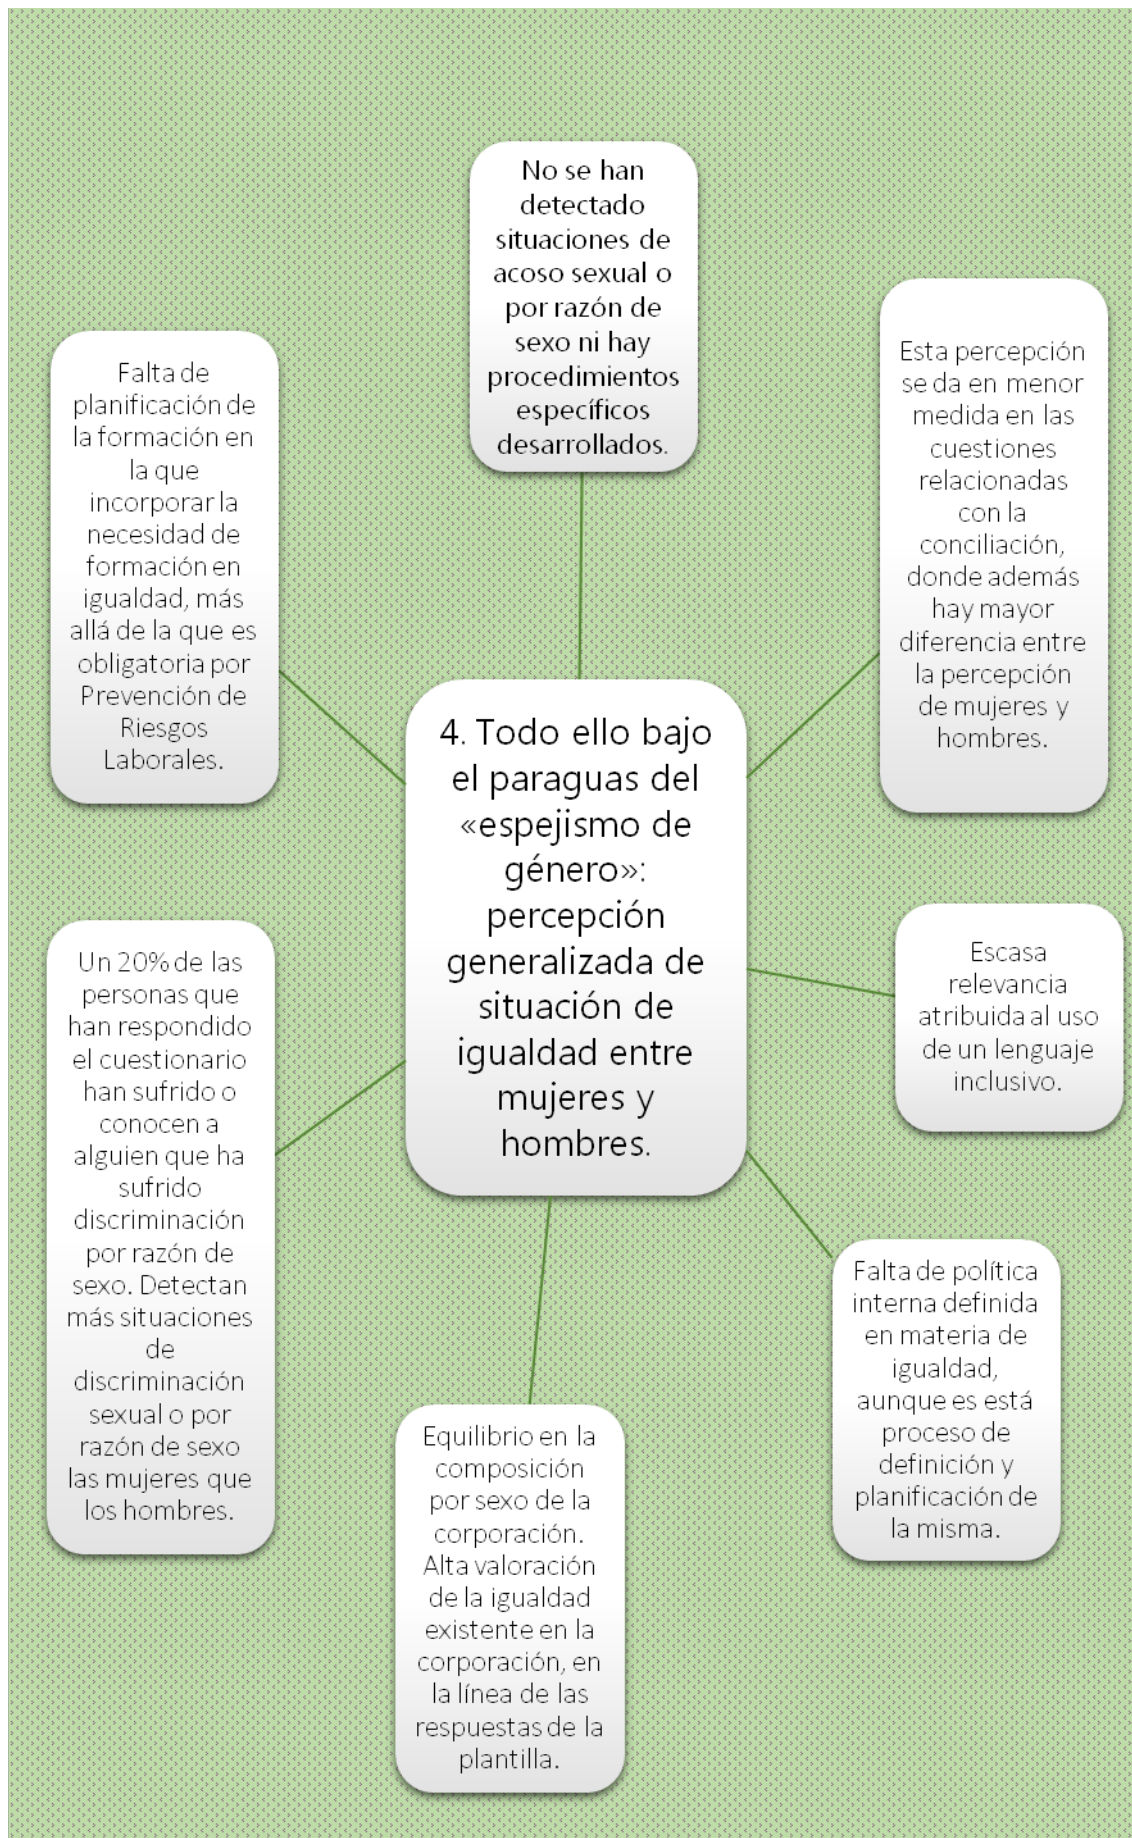 No se han
detectado
situaciones de
acoso sexual o
por razón de
sexo ni hay
procedimientos
específicos
desarrollados.
Esta percepción
se da en menor
medida en las
cuestiones
relacionadas
con la
conciliación,
donde además
hay mayor
diferencia entre
la percepción
de mujeres y
hombres.
Falta de
planificación de
la formación en
la que
incorporar la
necesidad de
formación en
igualdad, más
allá de la que es
obligatoria por
Prevención de
Riesgos
Laborales.
4. Todo ello bajo
el paraguas del
«espejismo de
género»:
percepción
generalizada de
situación de
igualdad entre
mujeres y
hombres.
Escasa
relevancia
atribuida al uso
de un lenguaje
inclusivo.
Un 20% de las
personas que
han respondido
el cuestionario
han sufrido o
conocen a
alguien que ha
sufrido
discriminación
por razón de
sexo. Detectan
más situaciones
de
discriminación
sexual o por
razón de sexo
las mujeres que
los hombres.
Falta de política
interna definida
en materia de
igualdad,
aunque es está
proceso de
definición y
planificación de
la misma.
Equilibrio en la
composición
por sexo de la
corporación.
Alta valoración
de la igualdad
existente en la
corporación, en
la línea de las
respuestas de la
plantilla.